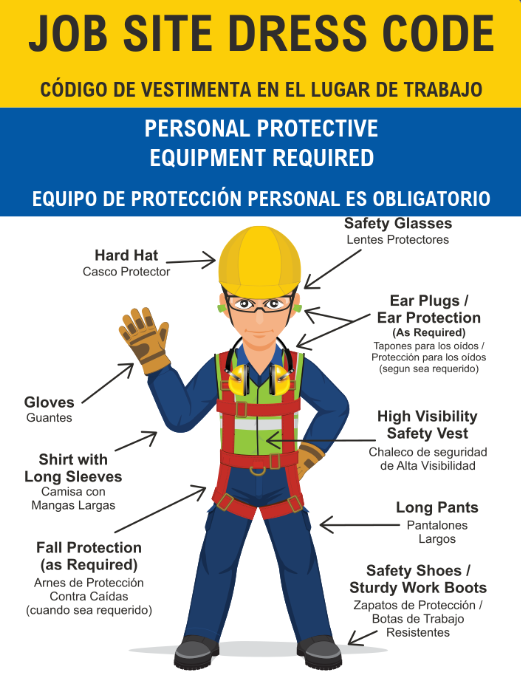 JOB SITE DRESS CODE
CÓDIGO DE VESTIMENTA EN EL LUGAR DE TRABAJO
PERSONAL PROTECTIVE
EQUIPMENT REQUIRED
EQUIPO DE PROTECCIÓN PERSONAL ES OBLIGATORIO
Safety Glasses
Lentes Protectores
Hard Hat
Casco Protector
Ear Plugs /
Ear Protection
(As Required)
Tapones para los oídos /
Protección para los oídos
(segun sea requerido)
Gloves
Guantes
High Visibility
Safety Vest
Chaleco de seguridad
de Alta Visibilidad
Shirt with
Long Sleeves
Camisa con
Mangas Largas
Long Pants
Pantalones
Largos
Fall Protection
(as Required)
Arnes de Protección
Contra Caídas
(cuando sea requerido)
Safety Shoes /
Sturdy Work Boots
Zapatos de Protección /
Botas de Trabajo
Resistentes